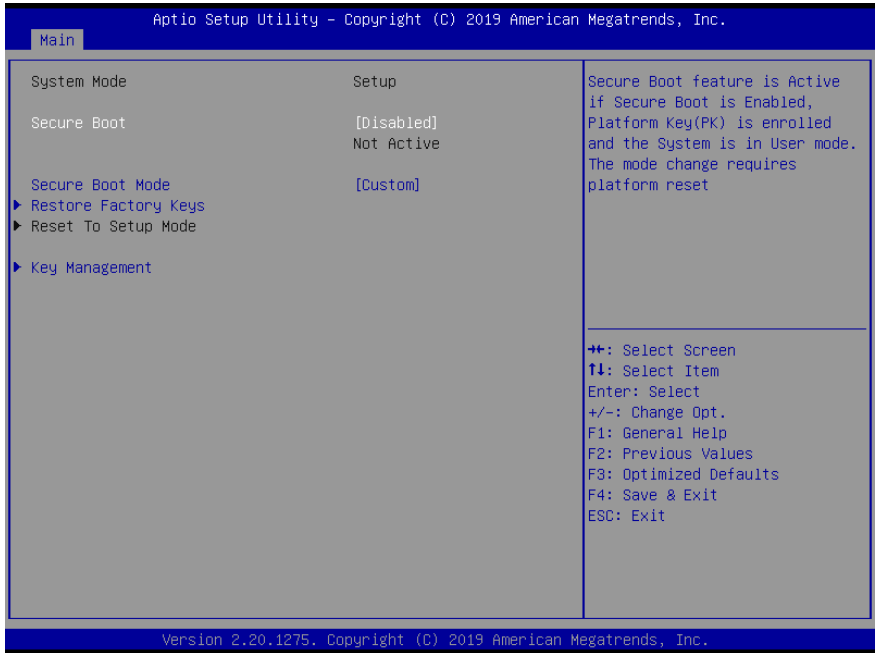 Aptio Setup Utility – Copyright (C) 2019 American Megatrends, Inc.
Main
System Mode Setup
Secure Boot [Disabled]
Not Active
Secure Boot Mode [Custom]
▶ Restore Factory Keys
▶ Reset To Setup Mode
▶ Key Management
Secure Boot feature is Active
if Secure Boot is Enabled,
Platform Key(PK) is enrolled
and the System is in User mode.
The mode change requires
platform reset
→←: Select Screen
↑↓: Select Item
Enter: Select
+/-: Change Opt.
F1: General Help
F2: Previous Values
F3: Optimized Defaults
F4: Save & Exit
ESC: Exit
Version 2.20.1275. Copyright (C) 2019 American Megatrends, Inc.